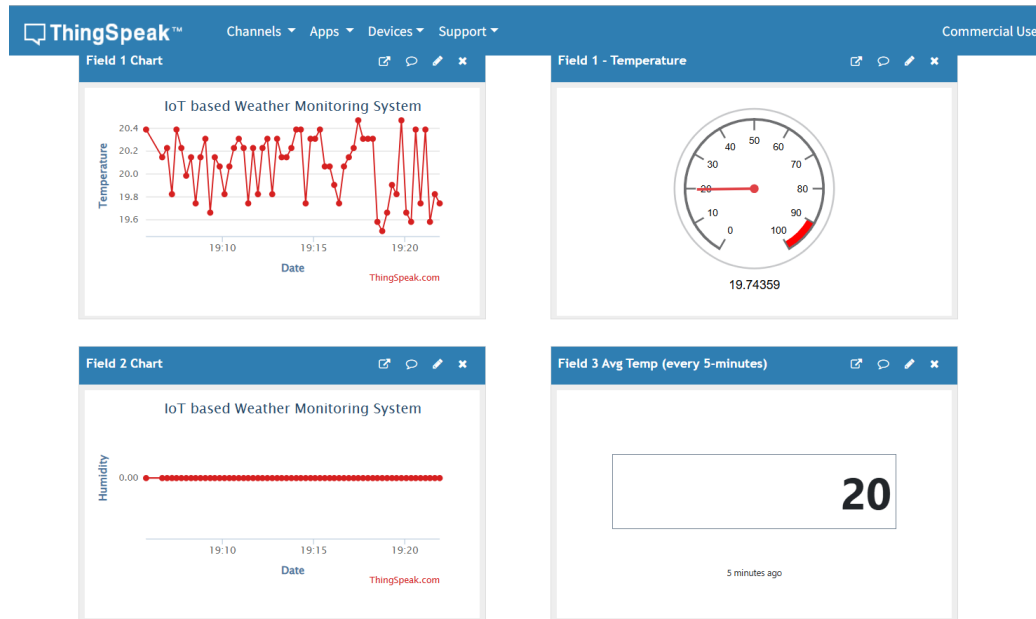 ThingSpeak™ Channels Apps Devices Support Commercial Use
Field 1 Chart
IoT based Weather Monitoring System
Temperature
20.4
20.2
20.0
19.8
19.6
19:10 19:15 19:20
Date
ThingSpeak.com
Field 1 - Temperature
0
10
20
30
40
50
60
70
80
90
100
19.74359
Field 2 Chart
IoT based Weather Monitoring System
Humidity
0.00
19:10 19:15 19:20
Date
ThingSpeak.com
Field 3 Avg Temp (every 5-minutes)
20
5 minutes ago